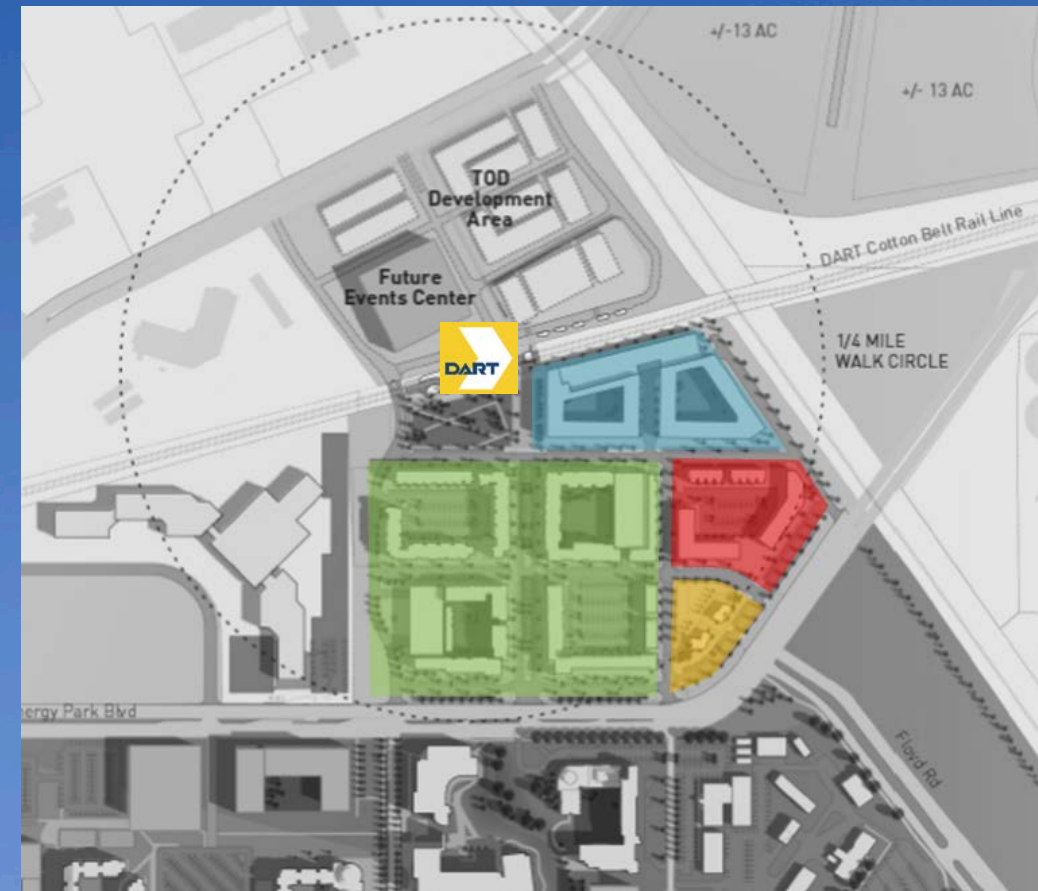 +/-13 AC
+/- 13 AC
TOD
Development
Area
DART Cotton Belt Rail Line
Future
Events Center
DART
1/4 MILE
WALK CIRCLE
nergy Park Blvd
Floyd Rd